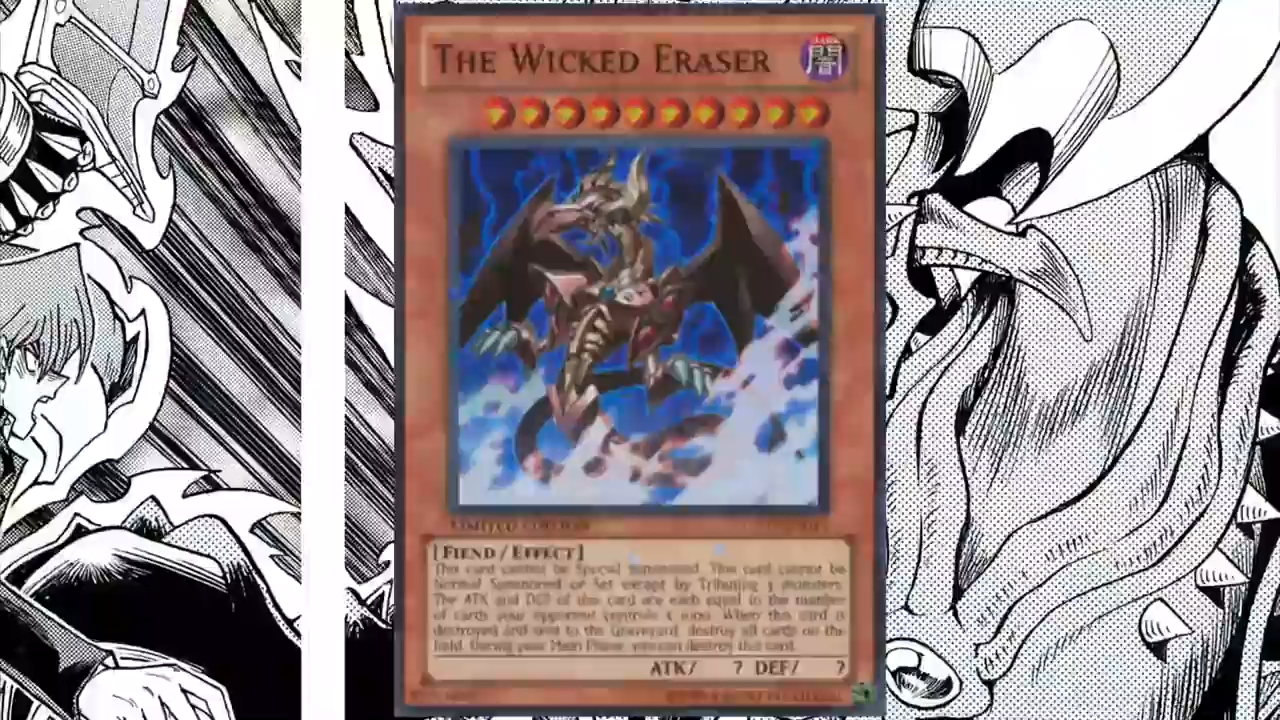 THE WICKED ERASER
闇
LIMITED EDITION
[FIEND/EFFECT]
This card cannot be Special Summoned. This card cannot be
Normal Summoned or Set except by Tributing 3 monsters.
The ATK and DEF of this card are each equal to the number
of cards your opponent controls x 1000. When this card is
destroyed and sent to the Graveyard, destroy all cards on the
field. During your Main Phase, you can destroy this card.
ATK/ ? DEF/ ?